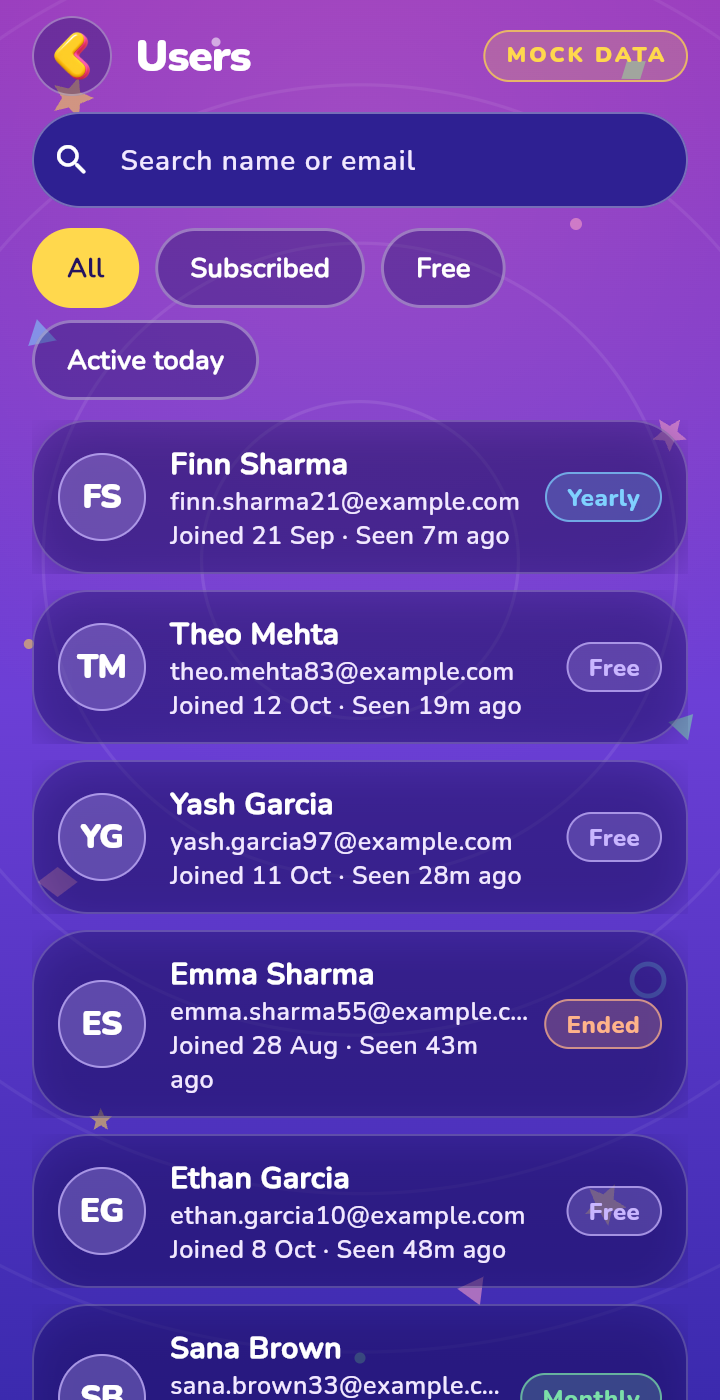 Users
MOCK DATA
Search name or email
All
Subscribed
Free
Active today
FS
Finn Sharma
finn.sharma21@example.com
Joined 21 Sep · Seen 7m ago
Yearly
TM
Theo Mehta
theo.mehta83@example.com
Joined 12 Oct · Seen 19m ago
Free
YG
Yash Garcia
yash.garcia97@example.com
Joined 11 Oct · Seen 28m ago
Free
ES
Emma Sharma
emma.sharma55@example.c...
Joined 28 Aug · Seen 43m
ago
Ended
EG
Ethan Garcia
ethan.garcia10@example.com
Joined 8 Oct · Seen 48m ago
Free
SB
Sana Brown
sana.brown33@example.c...
Monthly